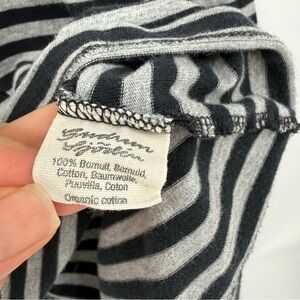 Gudrun
Sjödén
100% Bomull, Bomuld,
Cotton, Baumwolle,
Puuvilla, Coton
Organic cotton